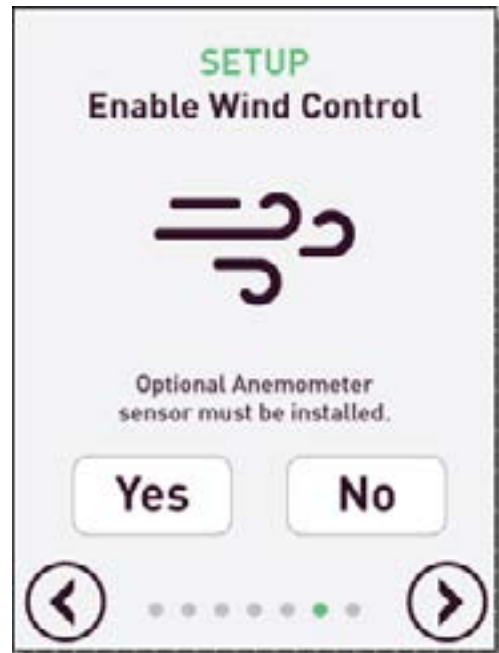 SETUP
Enable Wind Control
Optional Anemometer
sensor must be installed.
Yes No